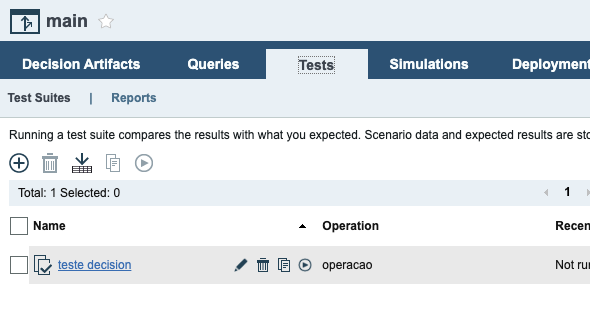 main
Decision Artifacts Queries Tests Simulations Deployment
Test Suites | Reports
Running a test suite compares the results with what you expected. Scenario data and expected results are sto
Total: 1 Selected: 0 1
Name Operation Recen
teste decision operacao Not ru